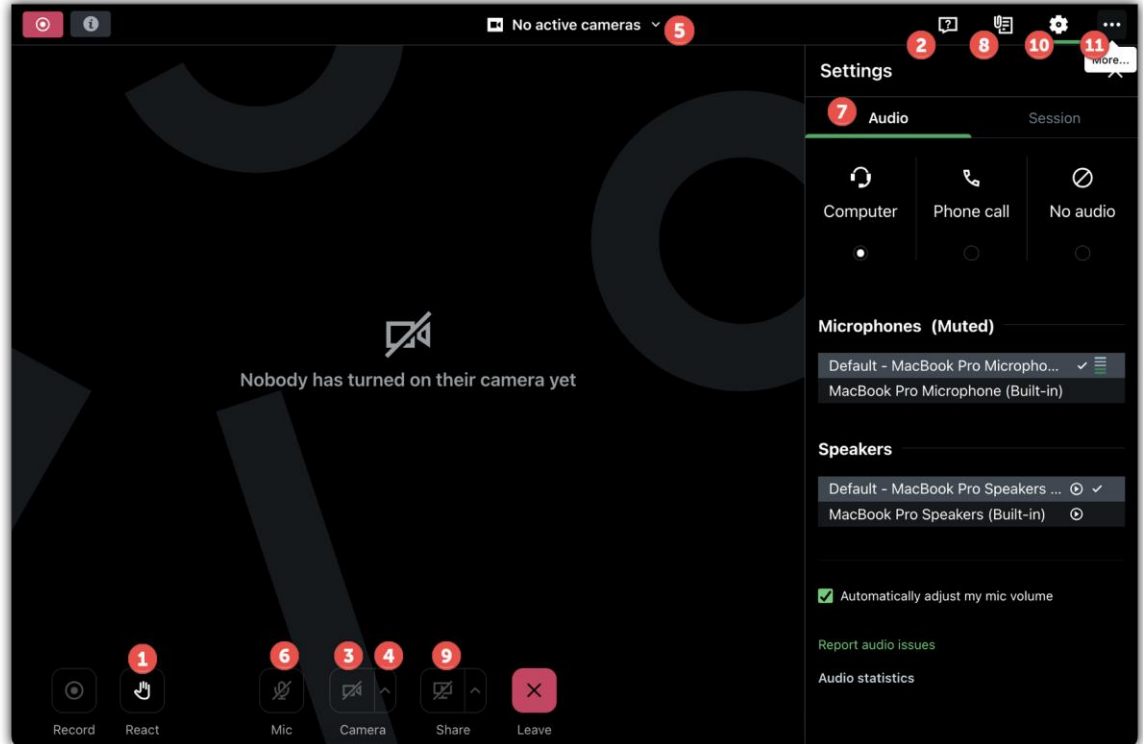 No active cameras
5
2
8
10
11
More...
Settings
7
Audio
Session
Computer
Phone call
No audio
Microphones (Muted)
Default - MacBook Pro Micropho...
MacBook Pro Microphone (Built-in)
Nobody has turned on their camera yet
Speakers
Default - MacBook Pro Speakers ...
MacBook Pro Speakers (Built-in)
Automatically adjust my mic volume
Report audio issues
Audio statistics
1
6
3
4
9
Record
React
Mic
Camera
Share
Leave